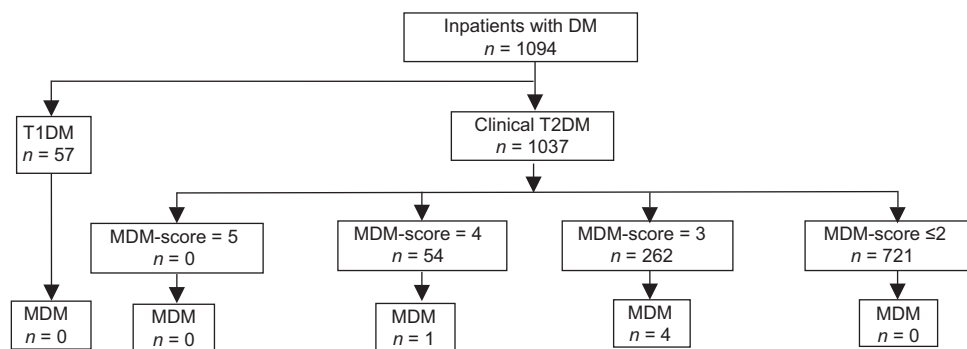 Inpatients with DM
n = 1094
T1DM
n = 57
Clinical T2DM
n = 1037
MDM-score = 5
n = 0
MDM-score = 4
n = 54
MDM-score = 3
n = 262
MDM-score ≤2
n = 721
MDM
n = 0
MDM
n = 0
MDM
n = 1
MDM
n = 4
MDM
n = 0